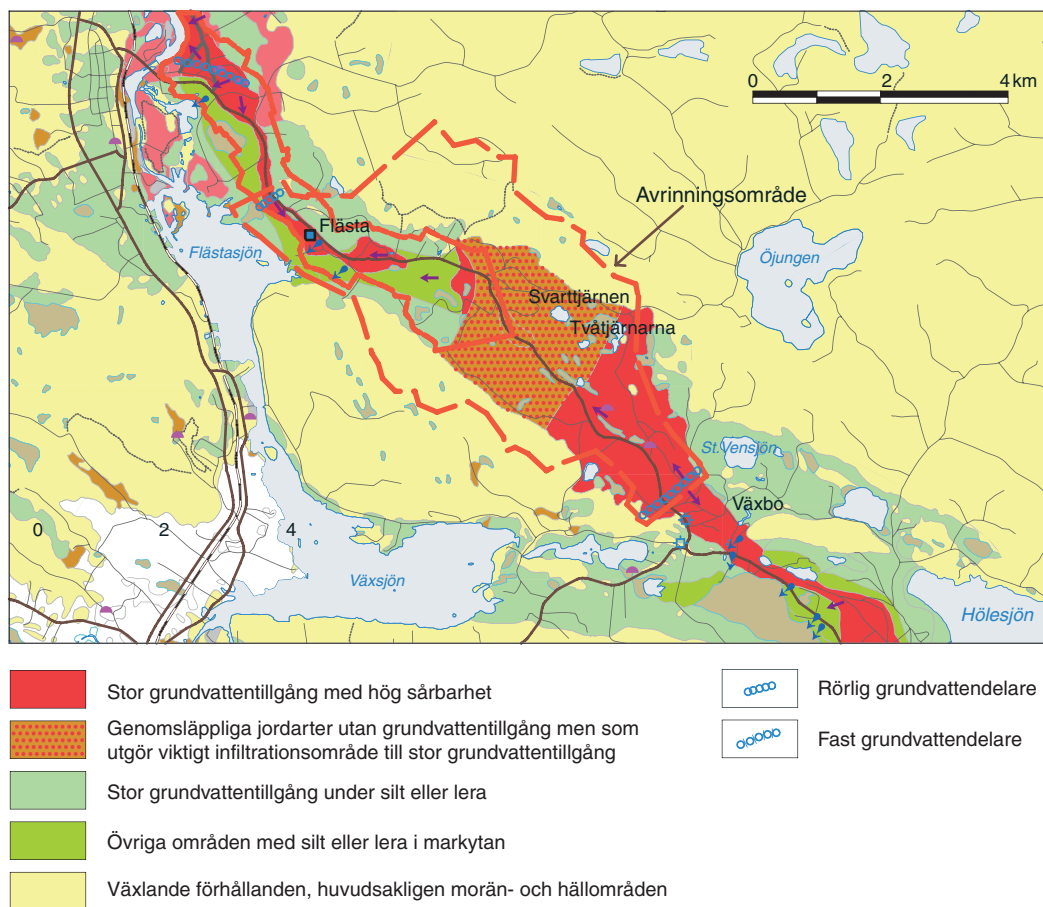 0 2 4 km
Avrinningsområde
Flästa
Flästasjön
Öjungen
Svarttjärnen
Tvåtjärnarna
St.Vensjön
Växbo
0 2 4
Växsjön
Hölesjön
Stor grundvattentillgång med hög sårbarhet
Genomsläppliga jordarter utan grundvattentillgång men som
utgör viktigt infiltrationsområde till stor grundvattentillgång
Stor grundvattentillgång under silt eller lera
Övriga områden med silt eller lera i markytan
Växlande förhållanden, huvudsakligen morän- och hällområden
Rörlig grundvattendelare
Fast grundvattendelare